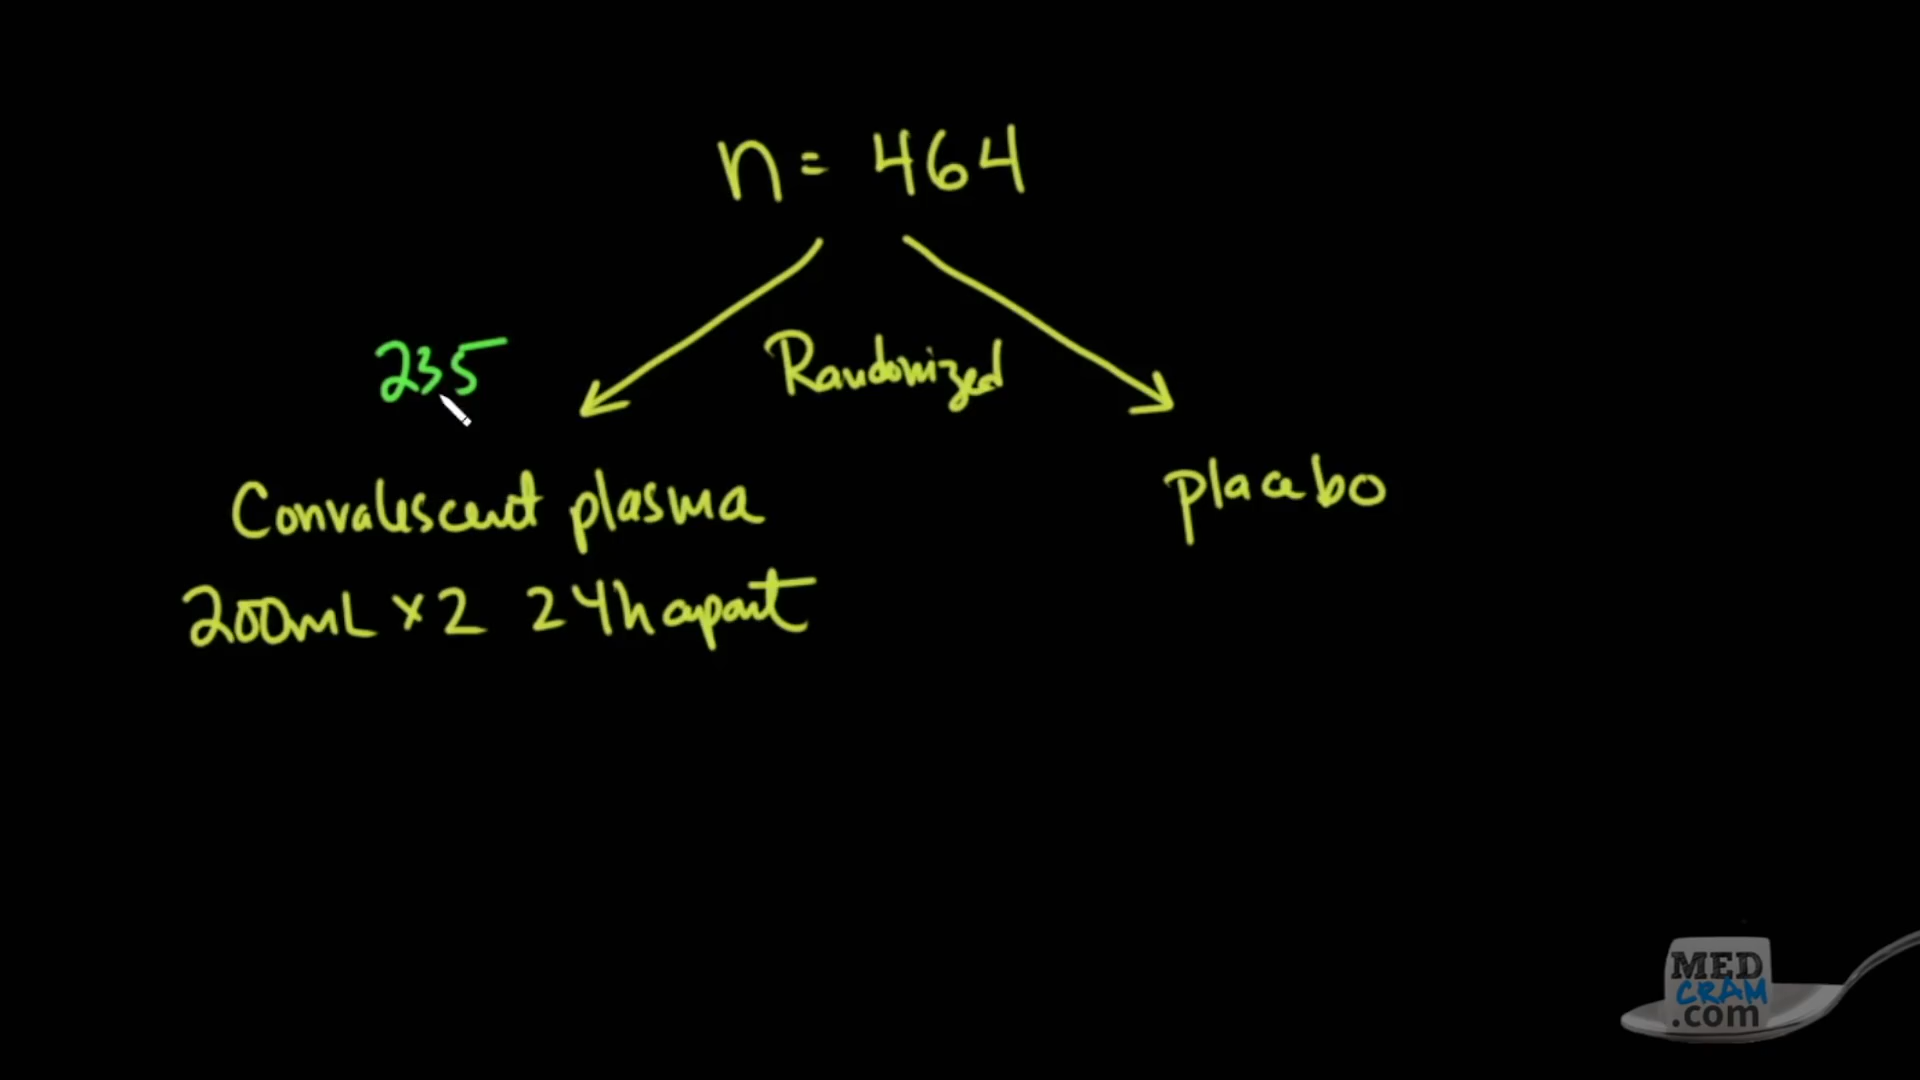 n = 464
235
Randomized
Convalescent plasma
placebo
200mL x 2 24h apart
MED
CRAM
.com